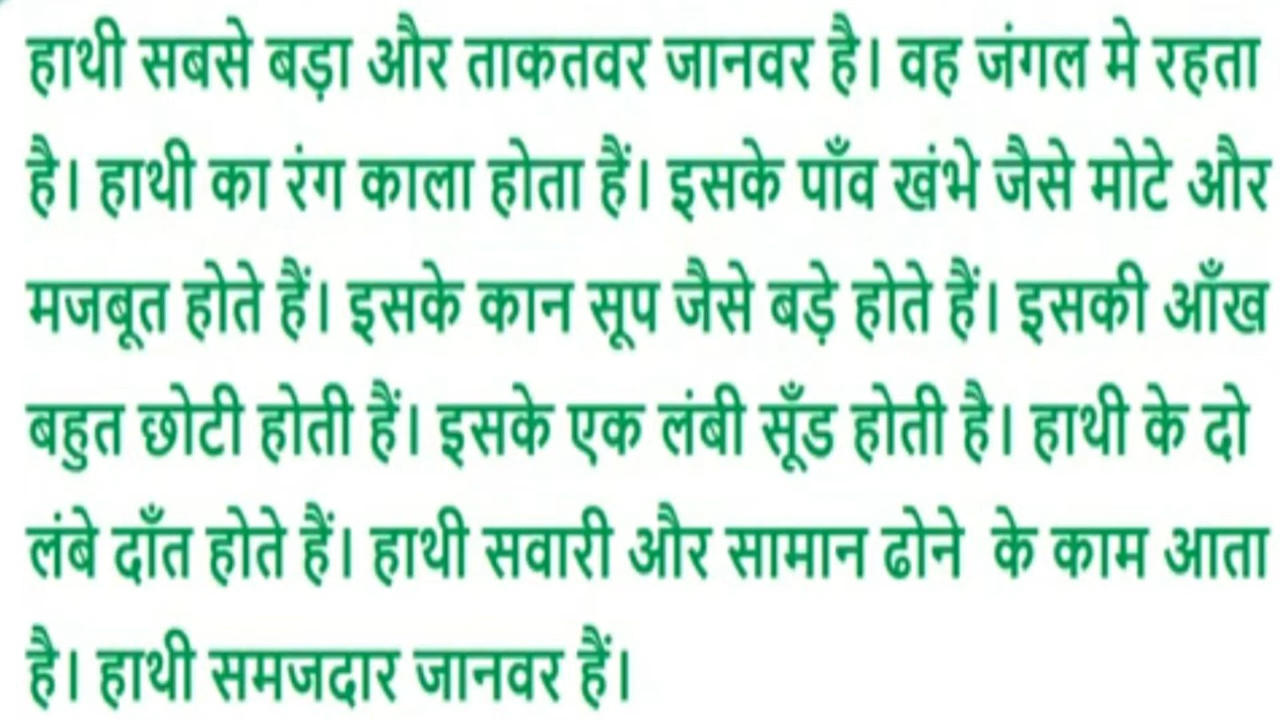 हाथी सबसे बड़ा और ताकतवर जानवर है। वह जंगल मे रहता
है। हाथी का रंग काला होता हैं। इसके पाँव खंभे जैसे मोटे और
मजबूत होते हैं। इसके कान सूप जैसे बड़े होते हैं। इसकी आँख
बहुत छोटी होती हैं। इसके एक लंबी सूँड होती है। हाथी के दो
लंबे दाँत होते हैं। हाथी सवारी और सामान ढोने के काम आता
है। हाथी समजदार जानवर हैं।